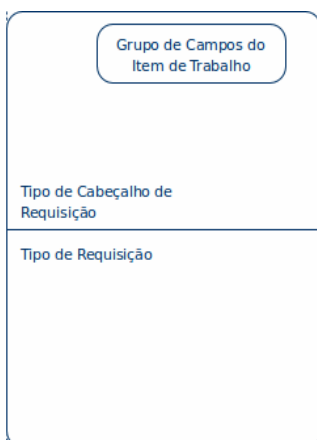 Grupo de Campos do
Item de Trabalho
Tipo de Cabeçalho de
Requisição
Tipo de Requisição